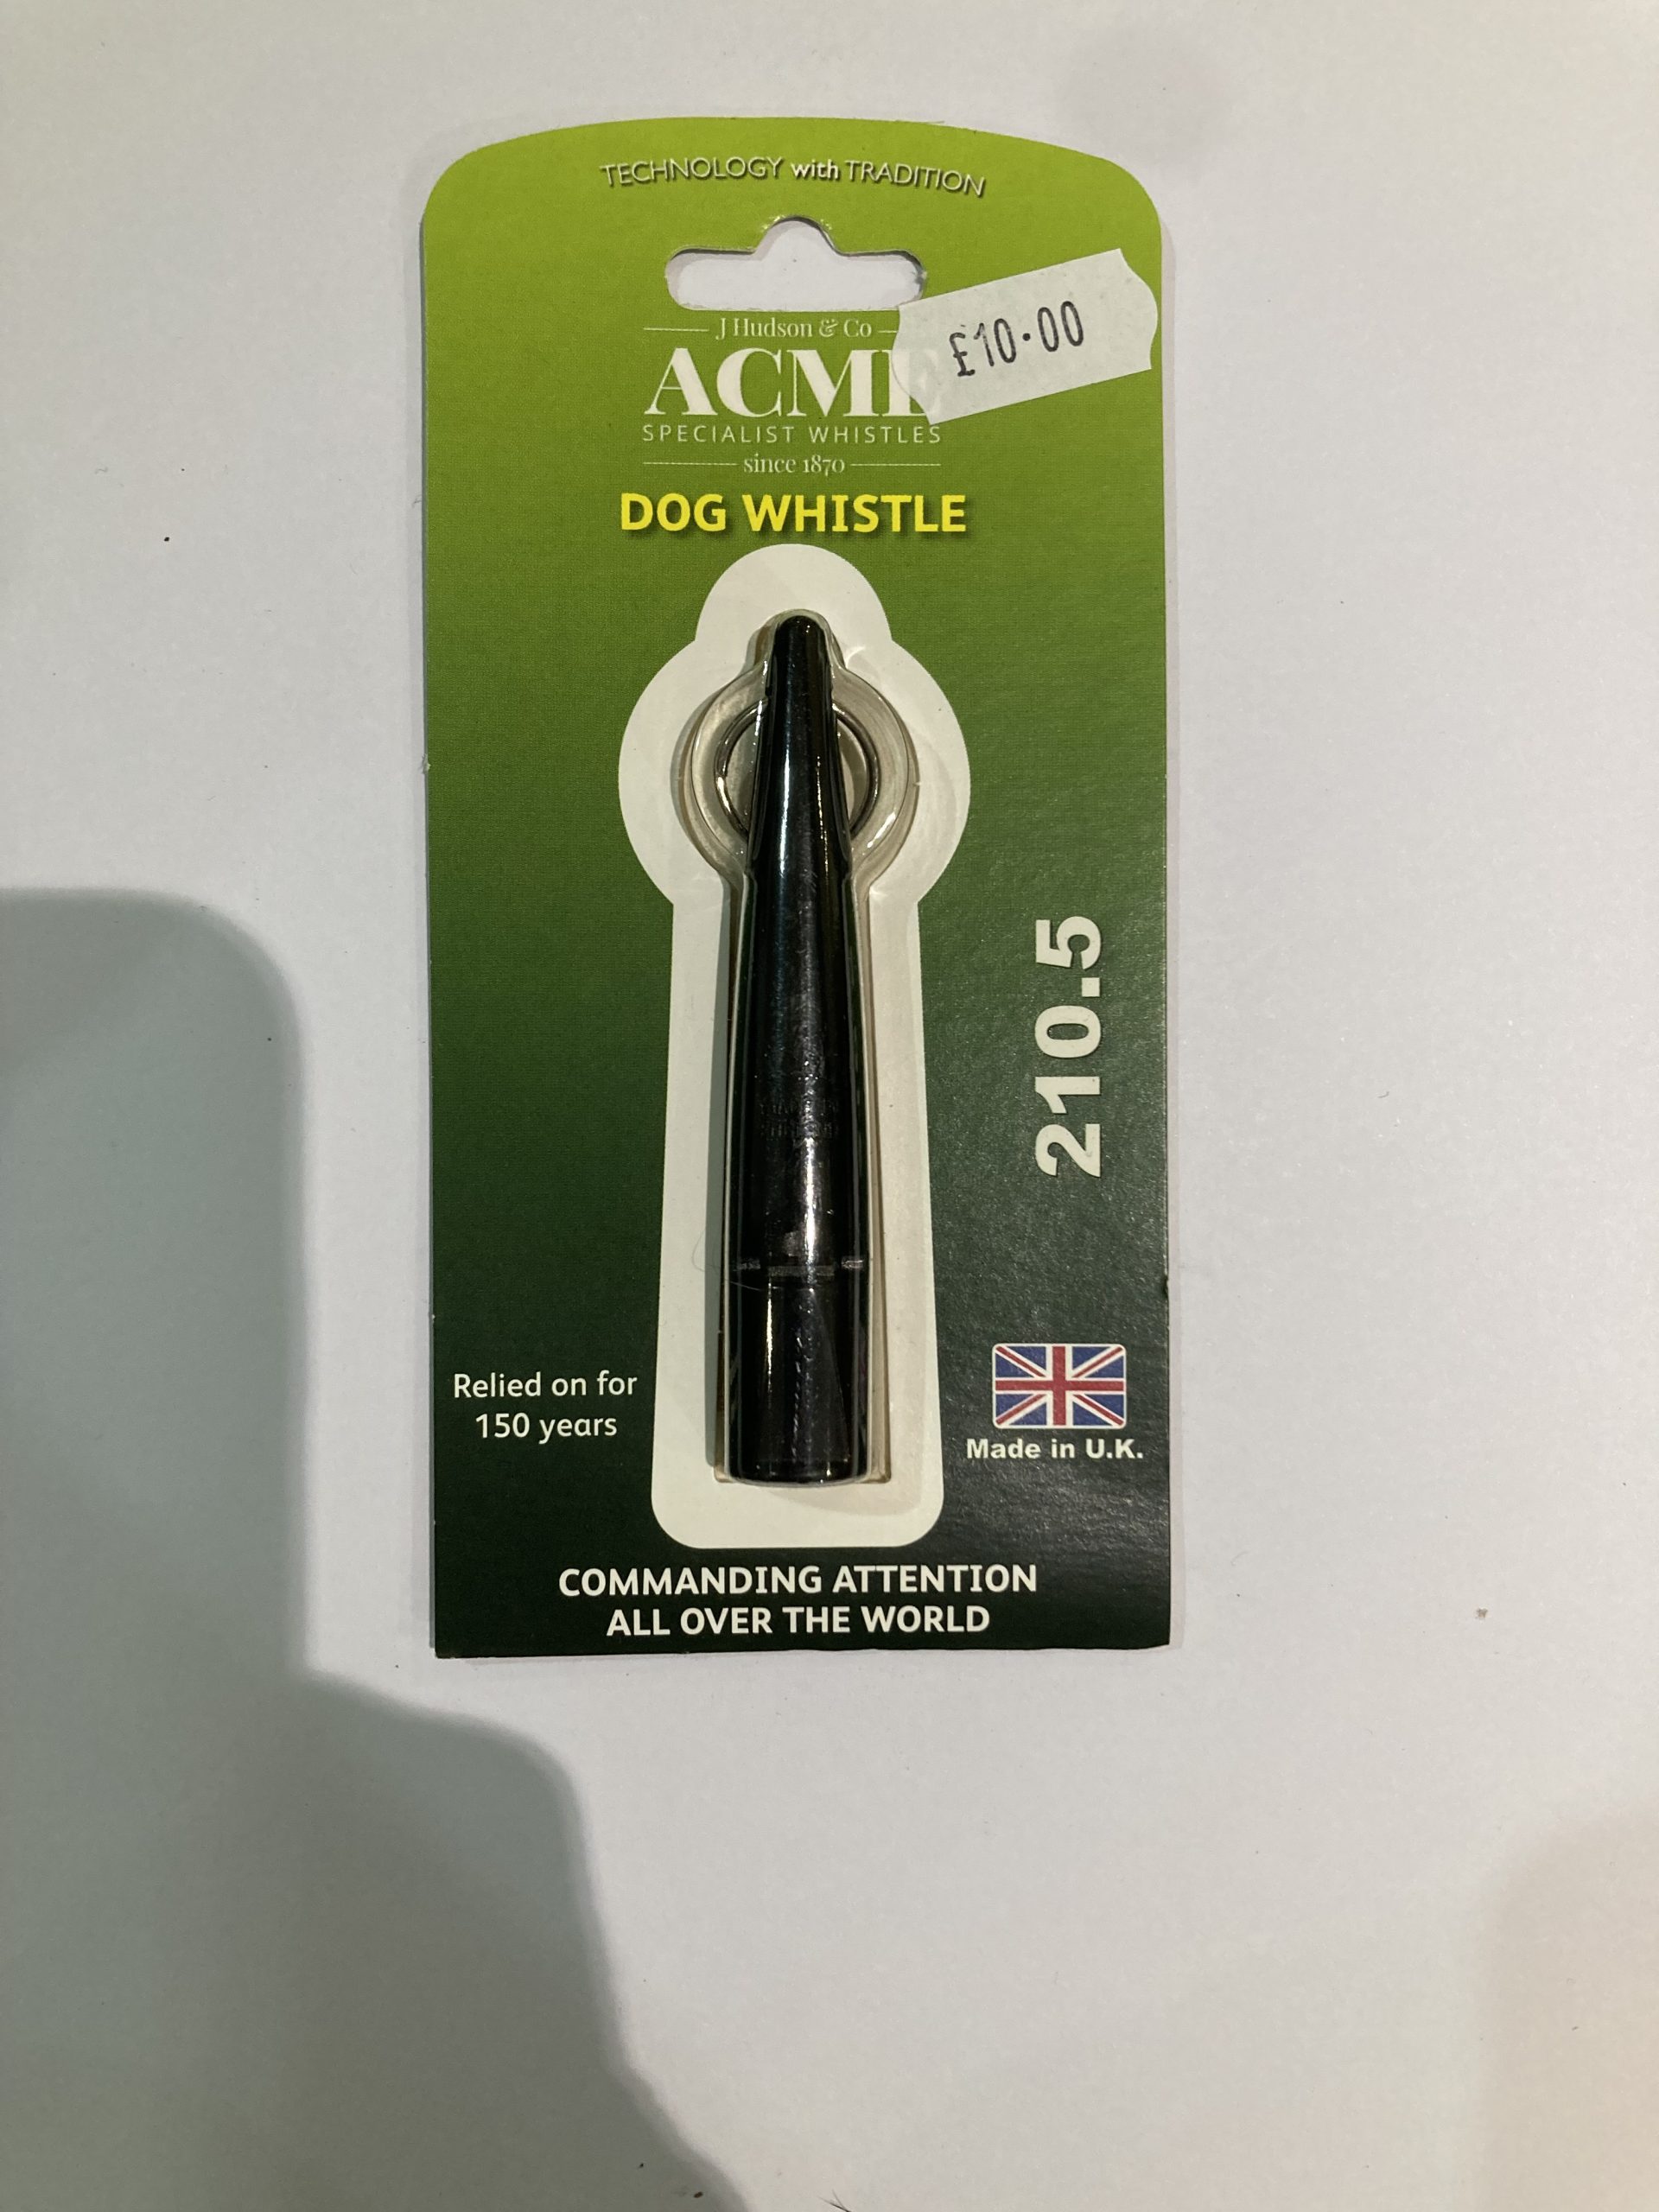 TECHNOLOGY with TRADITION
£10.00
J Hudson & Co
ACME
SPECIALIST WHISTLES
since 1870
DOG WHISTLE
210.5
Relied on for
150 years
Made in U.K.
COMMANDING ATTENTION
ALL OVER THE WORLD